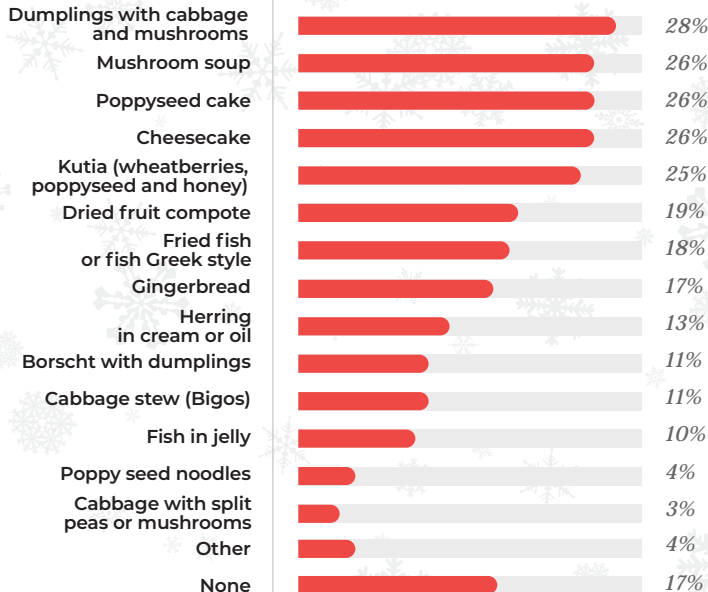 Dumplings with cabbage
and mushrooms
28%
Mushroom soup
26%
Poppyseed cake
26%
Cheesecake
26%
Kutia (wheatberries,
poppyseed and honey)
25%
Dried fruit compote
19%
Fried fish
or fish Greek style
18%
Gingerbread
17%
Herring
in cream or oil
13%
Borscht with dumplings
11%
Cabbage stew (Bigos)
11%
Fish in jelly
10%
Poppy seed noodles
4%
Cabbage with split
peas or mushrooms
3%
Other
4%
None
17%